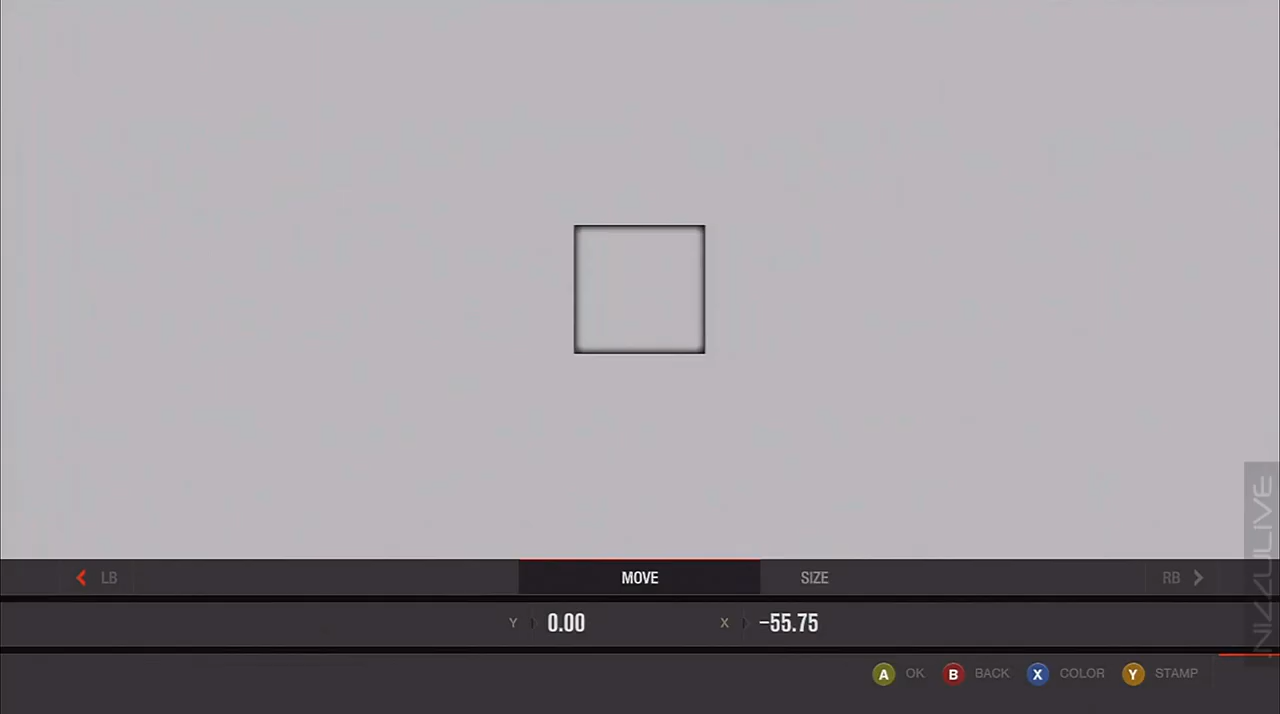 LB MOVE SIZE RB
Y 0.00 X -55.75
A OK B BACK X COLOR Y STAMP
NIZZULIVE